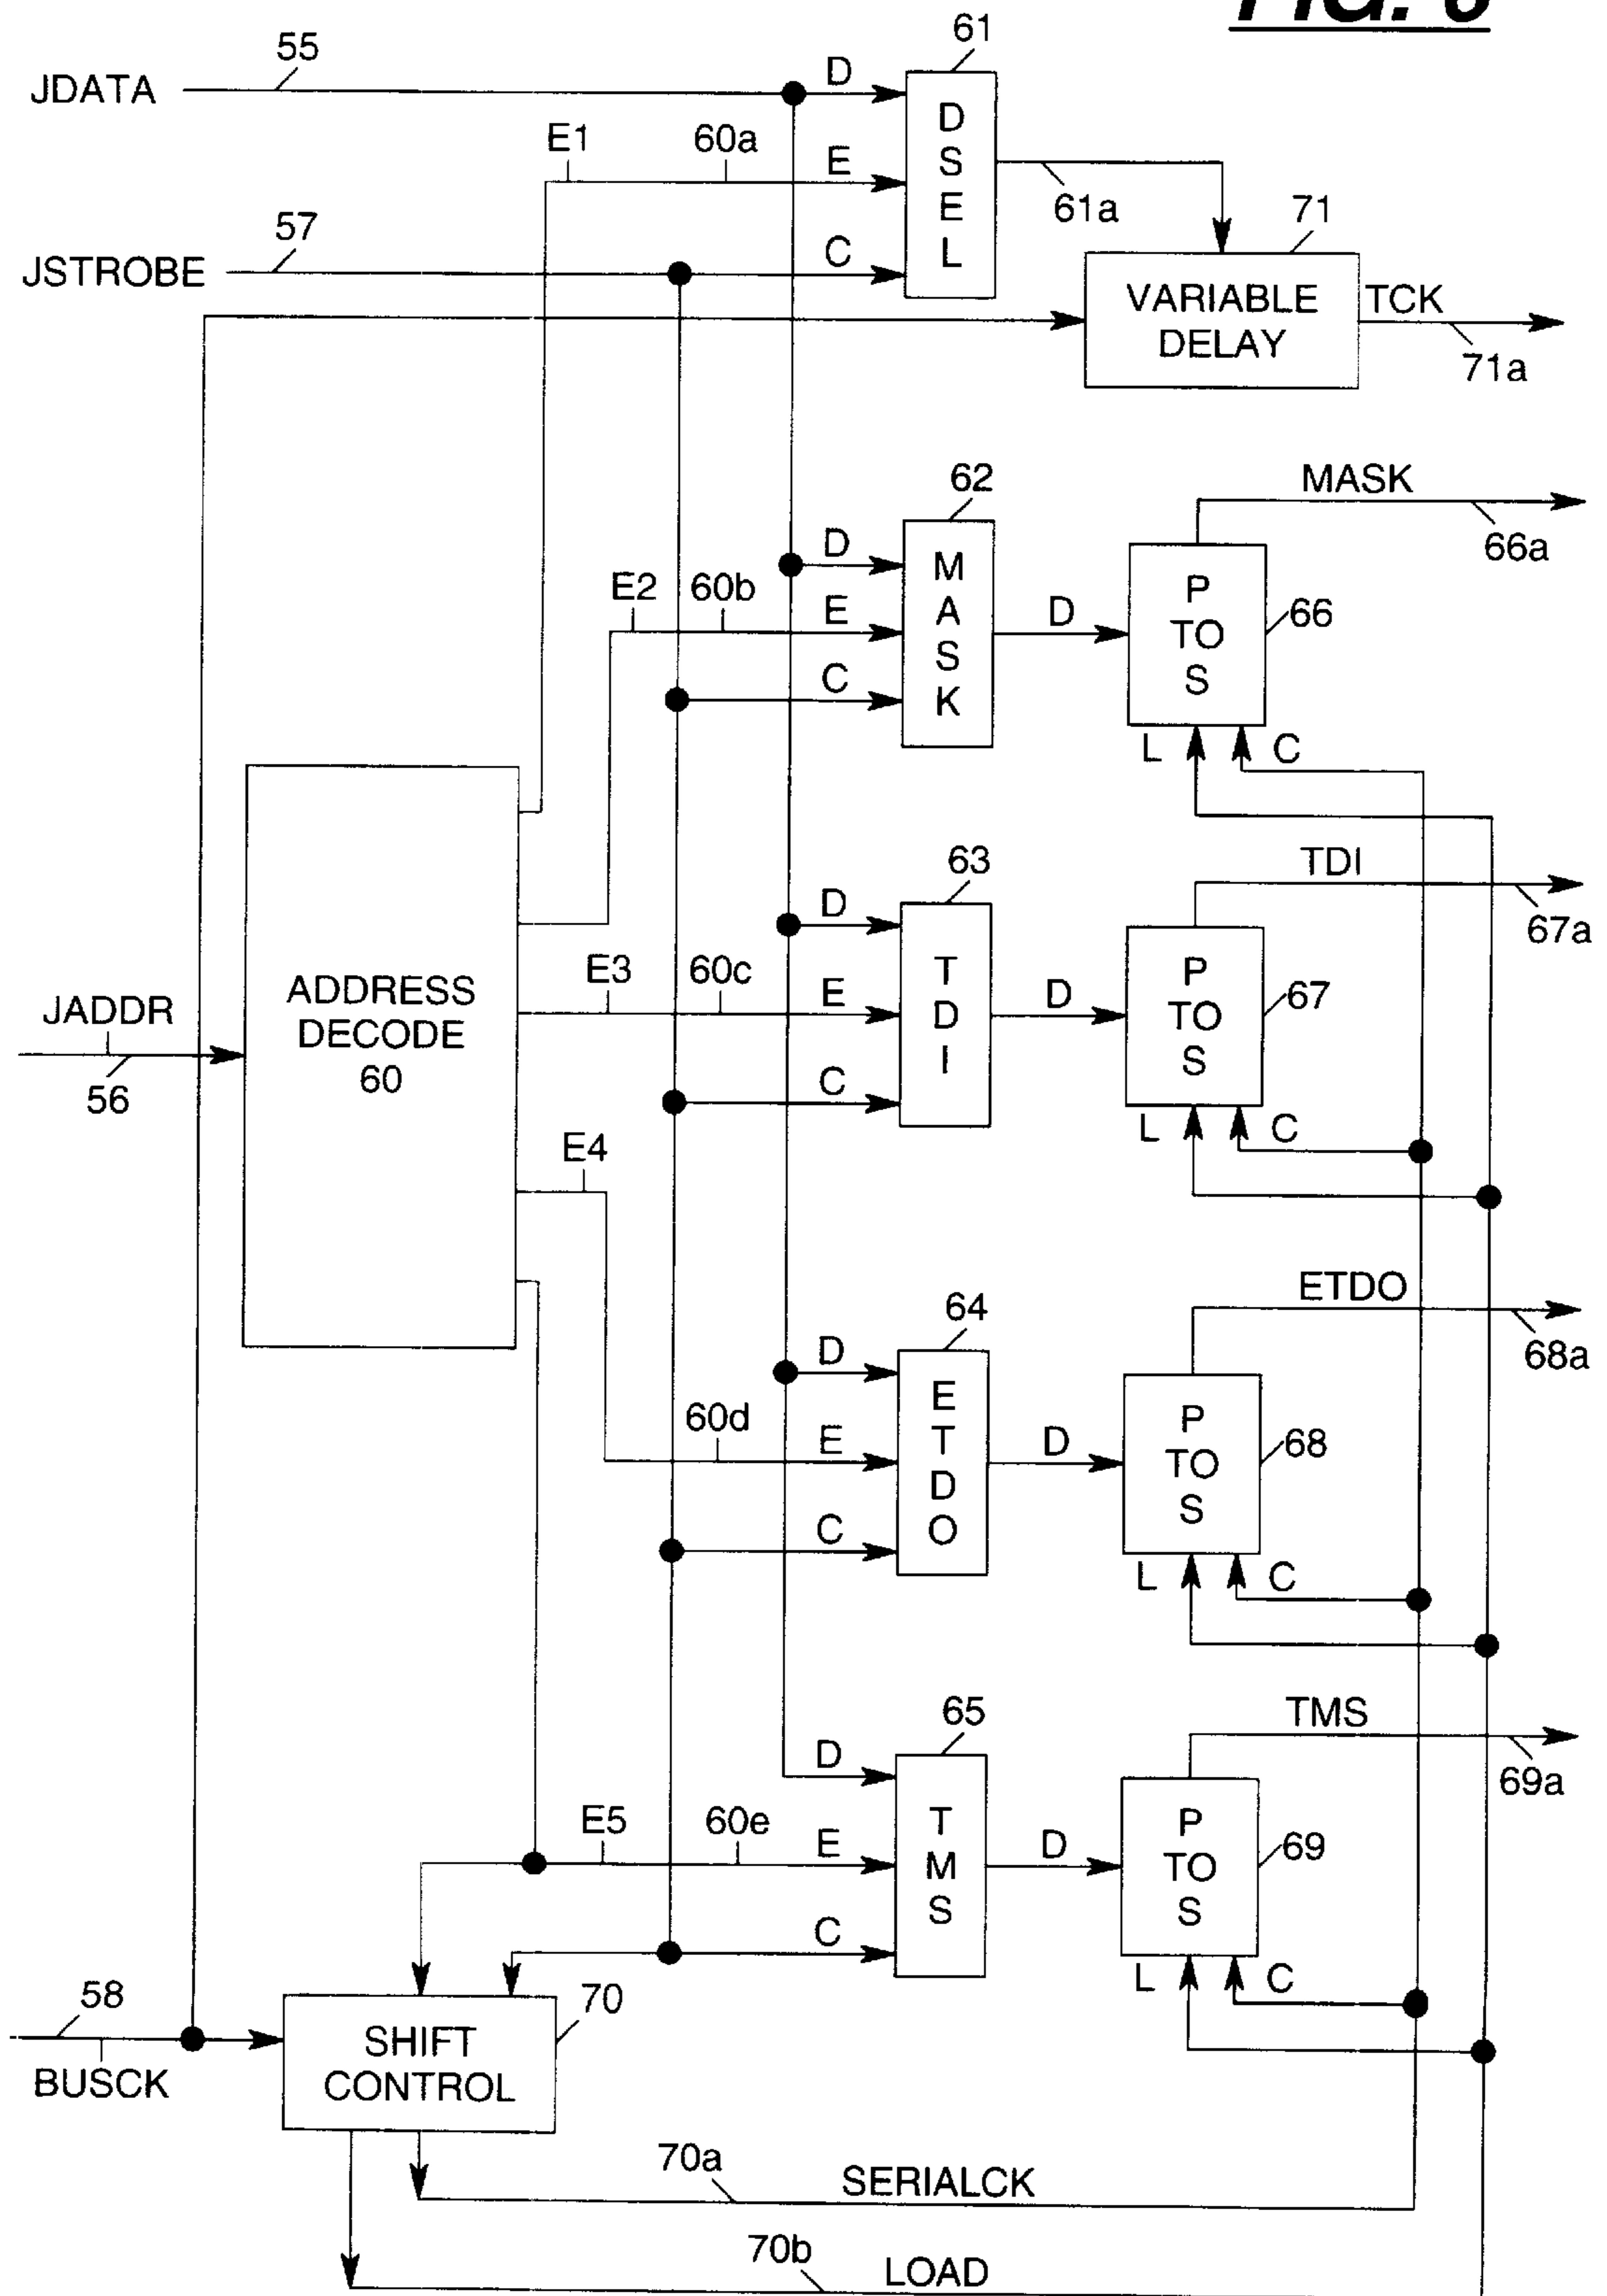 FIG.
61
55
JDATA
D
D
S
E
L
E1
60a
E
61a
71
57
JSTROBE
C
VARIABLE
DELAY
TCK
71a
62
MASK
66a
D
M
A
S
K
E2
60b
E
D
P
TO
S
66
C
L
C
63
TDI
67a
D
T
D
I
E3
60c
E
D
P
TO
S
67
ADDRESS
DECODE
60
JADDR
56
C
L
C
E4
64
ETDO
68a
D
E
T
D
O
60d
E
D
P
TO
S
68
C
L
C
65
TMS
69a
D
T
M
S
E5
60e
E
D
P
TO
S
69
C
L
C
58
BUSCK
70
SHIFT
CONTROL
70a
SERIALCK
70b
LOAD